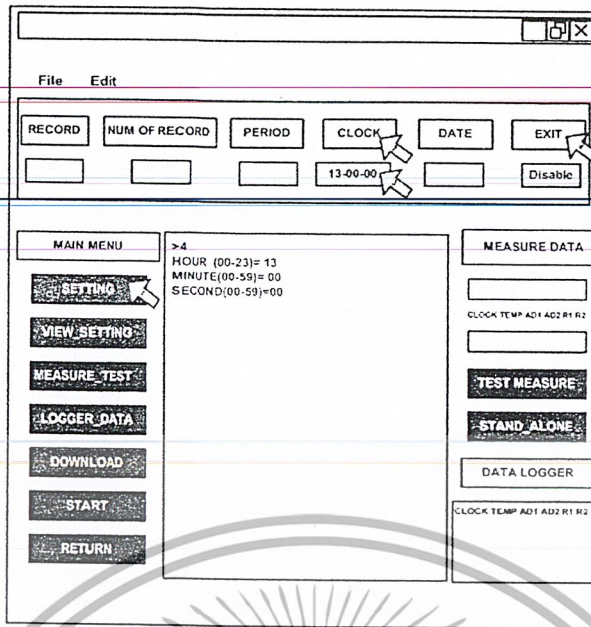 File Edit
RECORD NUM OF RECORD PERIOD CLOCK DATE EXIT
13-00-00 Disable
MAIN MENU
SETTING
VIEW_SETTING
MEASURE_TEST
LOGGER_DATA
DOWNLOAD
START
RETURN
>4
HOUR (00-23)= 13
MINUTE(00-59)= 00
SECOND(00-59)=00
MEASURE DATA
CLOCK TEMP AD1 AD2 R1 R2
TEST MEASURE
STAND_ALONE
DATA LOGGER
CLOCK TEMP AD1 AD2 R1 R2